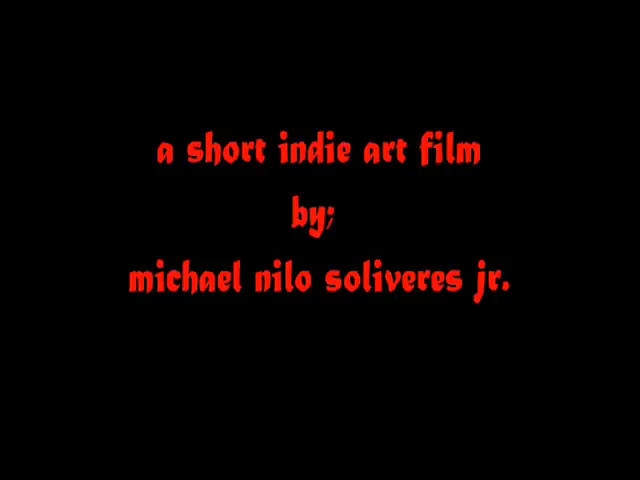 a short indie art film
by;
michael nilo soliveres jr.